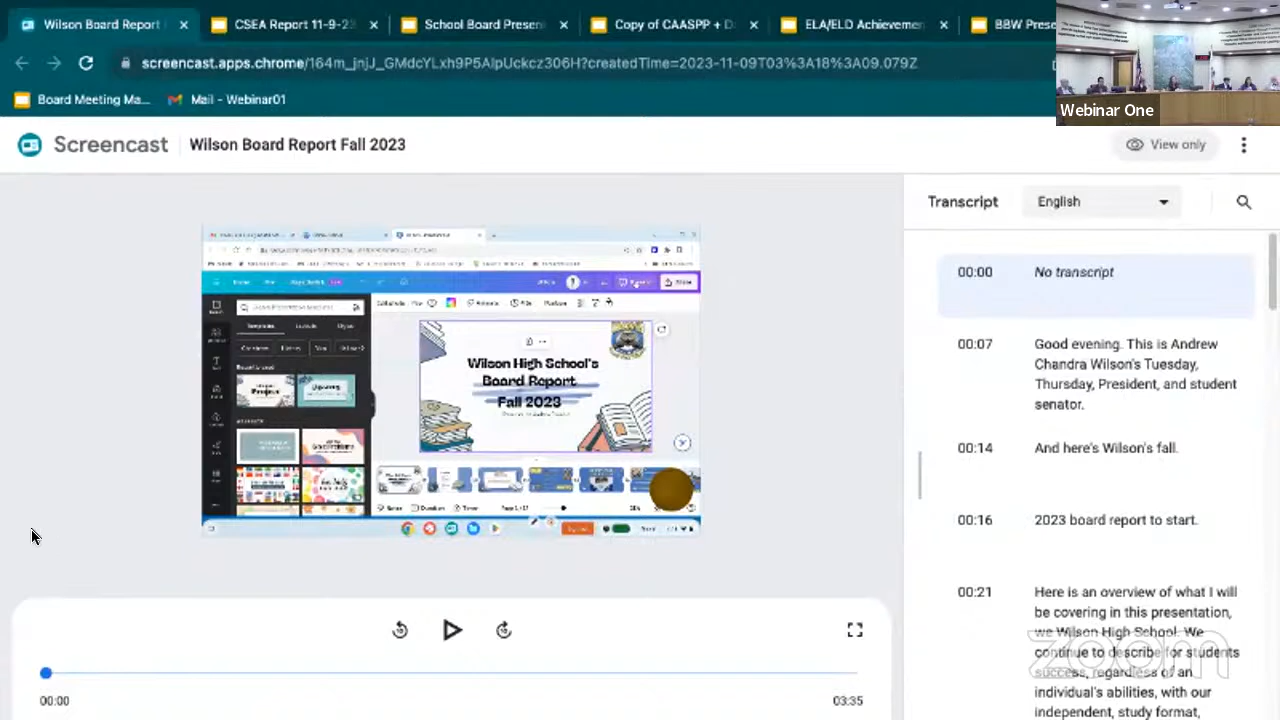 Wilson Board Report
CSEA Report 11-9-23
School Board Presen
Copy of CAASPP + D
ELA/ELD Achievemen
BBW Prese
screencast.apps.chrome/164m_jnjJ_GMdcYLxh9P5AlpUckcz306H?createdTime=2023-11-09T03%3A18%3A09.079Z
Board Meeting Ma...
Mail - Webinar01
Webinar One
Screencast
Wilson Board Report Fall 2023
View only
Transcript
English
Wilson High School's
Board Report
Fall 2023
00:00
No transcript
00:07
Good evening. This is Andrew
Chandra Wilson's Tuesday,
Thursday, President, and student
senator.
00:14
And here's Wilson's fall.
00:16
2023 board report to start.
00:21
Here is an overview of what I will
be covering in this presentation,
we Wilson High School. We
continue to describe for students
success, regardless of an
individual's abilities, with our
independent, study format,
00:00
03:35
zoom